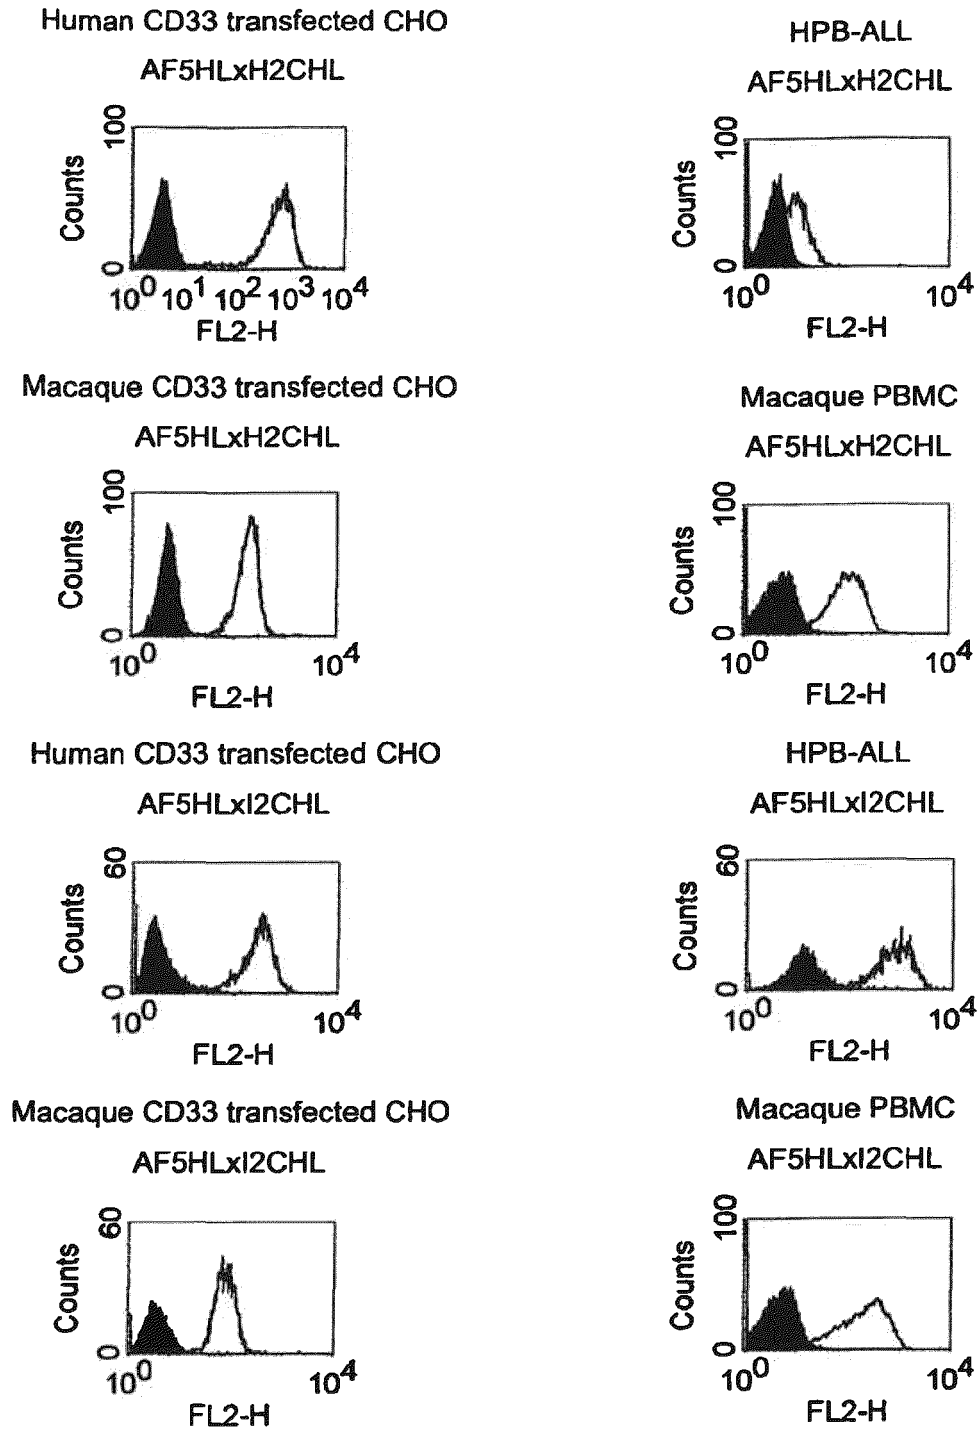 Human CD33 transfected CHO
AF5HLxH2CHL
100
Counts
0
10^0 10^1 10^2 10^3 10^4
FL2-H
HPB-ALL
AF5HLxH2CHL
100
Counts
0
10^0 10^4
FL2-H
Macaque CD33 transfected CHO
AF5HLxH2CHL
100
Counts
0
10^0 10^4
FL2-H
Macaque PBMC
AF5HLxH2CHL
100
Counts
0
10^0 10^4
FL2-H
Human CD33 transfected CHO
AF5HLxI2CHL
60
Counts
0
10^0 10^4
FL2-H
HPB-ALL
AF5HLxI2CHL
60
Counts
0
10^0 10^4
FL2-H
Macaque CD33 transfected CHO
AF5HLxI2CHL
60
Counts
0
10^0 10^4
FL2-H
Macaque PBMC
AF5HLxI2CHL
100
Counts
0
10^0 10^4
FL2-H